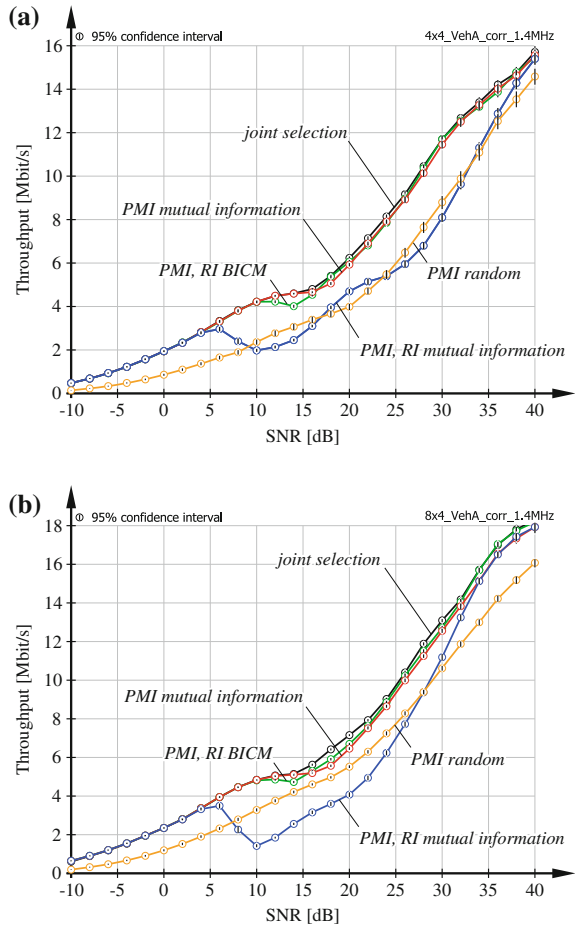 (a)
95% confidence interval
4x4_VehA_corr_1.4MHz
16
14
12
10
8
6
4
2
0
Throughput [Mbit/s]
joint selection
PMI mutual information
PMI, RI BICM
PMI random
PMI, RI mutual information
-10 -5 0 5 10 15 20 25 30 35 40
SNR [dB]
(b)
95% confidence interval
8x4_VehA_corr_1.4MHz
18
16
14
12
10
8
6
4
2
0
Throughput [Mbit/s]
joint selection
PMI mutual information
PMI, RI BICM
PMI random
PMI, RI mutual information
-10 -5 0 5 10 15 20 25 30 35 40
SNR [dB]